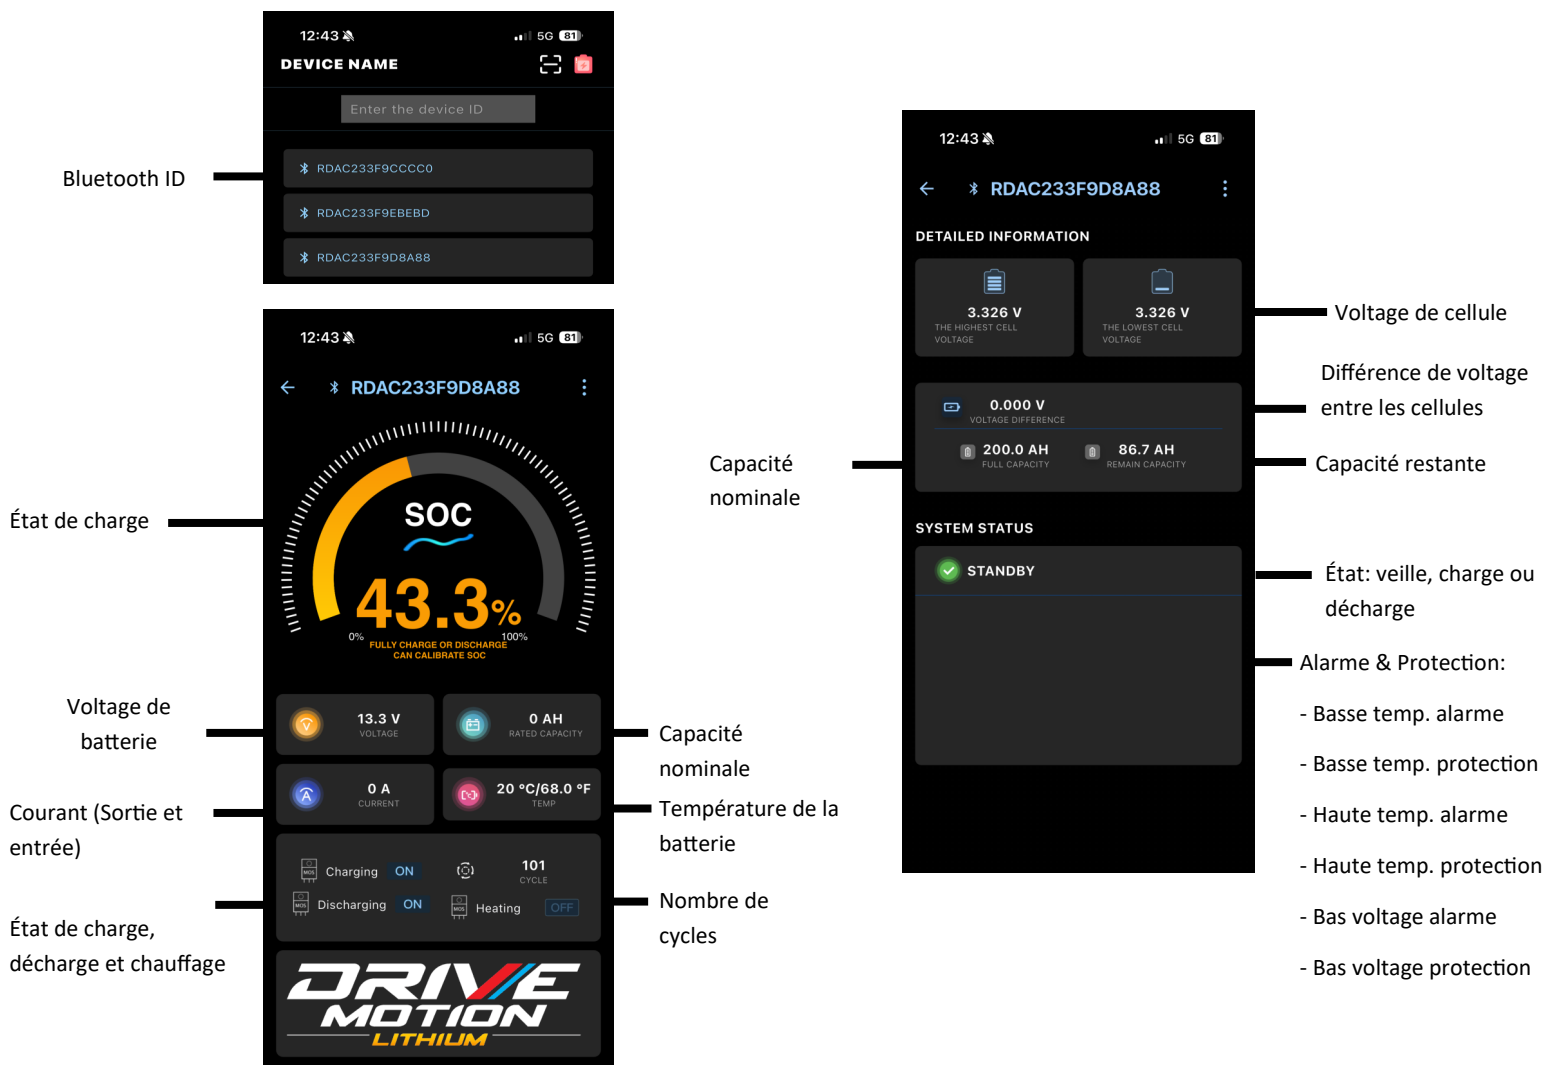 12:43
5G 81
DEVICE NAME
Enter the device ID
Bluetooth ID
RDAC233F9CCCC0
RDAC233F9EBEBD
RDAC233F9D8A88
12:43
5G 81
RDAC233F9D8A88
État de charge
SOC
43.3%
0%
100%
FULLY CHARGE OR DISCHARGE
CAN CALIBRATE SOC
Voltage de
batterie
13.3 V
VOLTAGE
0 AH
RATED CAPACITY
Capacité
nominale
Courant (Sortie et
entrée)
0 A
CURRENT
20 °C/68.0 °F
TEMP
Température de la
batterie
État de charge,
décharge et chauffage
MOS Charging ON
101
CYCLE
MOS Discharging ON
MOS Heating OFF
Nombre de
cycles
DRIVE
MOTION
LITHIUM
12:43
5G 81
RDAC233F9D8A88
DETAILED INFORMATION
3.326 V
THE HIGHEST CELL
VOLTAGE
3.326 V
THE LOWEST CELL
VOLTAGE
Voltage de cellule
0.000 V
VOLTAGE DIFFERENCE
Différence de voltage
entre les cellules
Capacité
nominale
200.0 AH
FULL CAPACITY
86.7 AH
REMAIN CAPACITY
Capacité restante
SYSTEM STATUS
STANDBY
État: veille, charge ou
décharge
Alarme & Protection:
- Basse temp. alarme
- Basse temp. protection
- Haute temp. alarme
- Haute temp. protection
- Bas voltage alarme
- Bas voltage protection